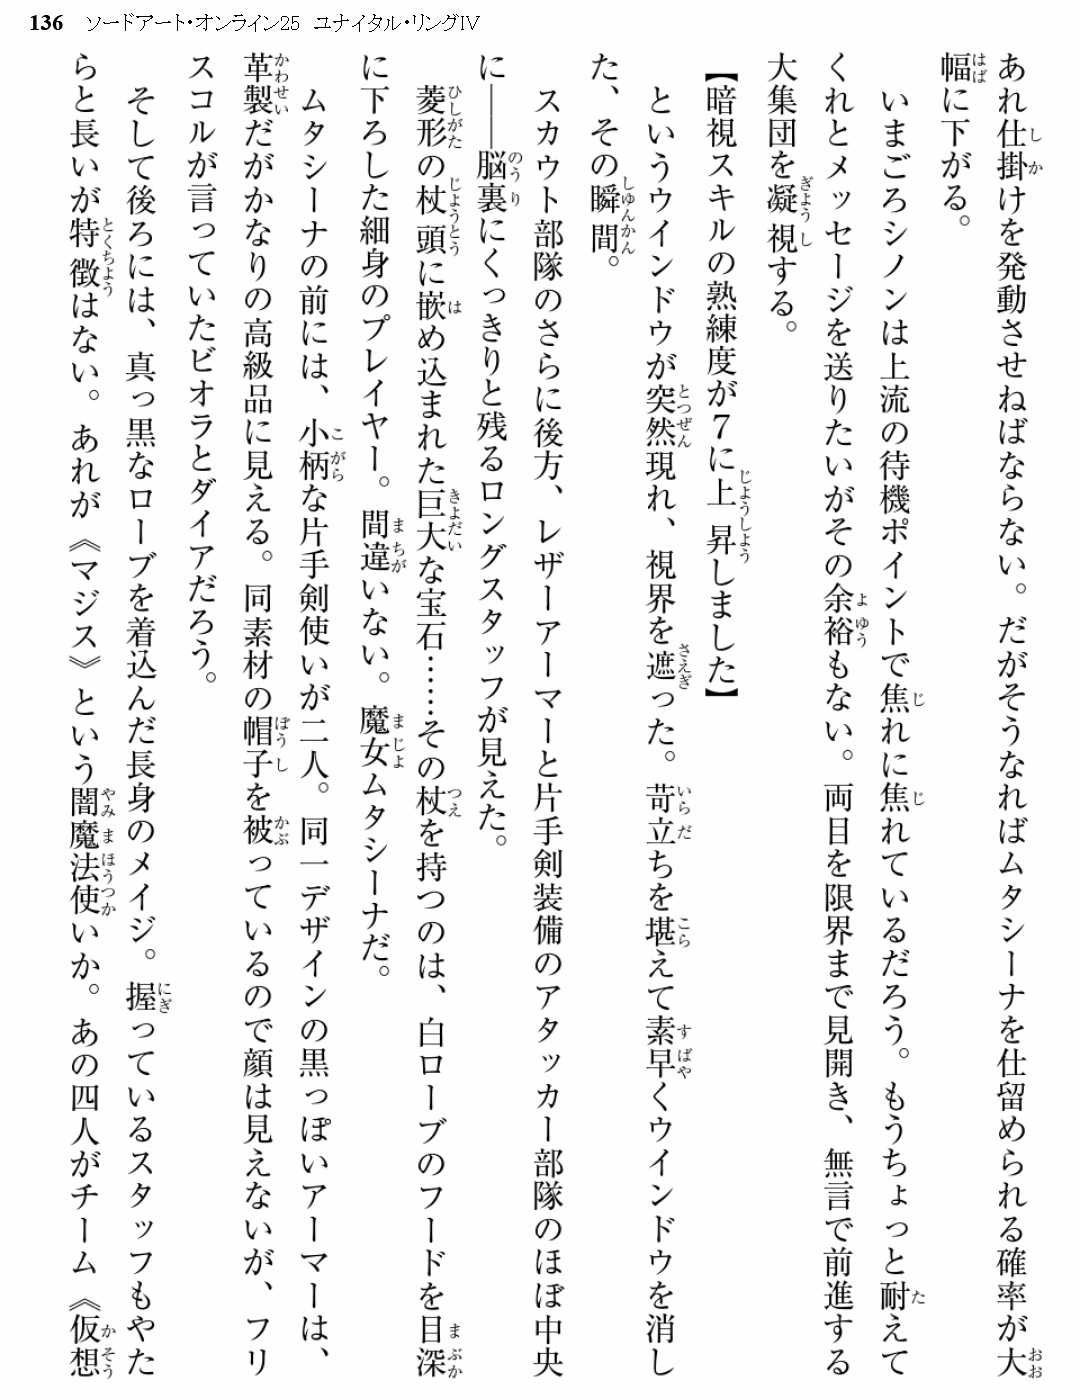 136 ソードアート・オンライン25 ユナイタル・リングⅣ
あれ仕掛けを発動させねばならない。だがそうなればムタシーナを仕留められる確率が大
幅に下がる。
いまごろシノンは上流の待機ポイントで焦れに焦れているだろう。もうちょっと耐えて
くれとメッセージを送りたいがその余裕もない。両目を限界まで見開き、無言で前進する
大集団を凝視する。
【暗視スキルの熟練度が7に上昇しました】
というウインドウが突然現れ、視界を遮った。苛立ちを堪えて素早くウインドウを消し
た、その瞬間。
スカウト部隊のさらに後方、レザーアーマーと片手剣装備のアタッカー部隊のほぼ中央
に――脳裏にくっきりと残るロングスタッフが見えた。
菱形の杖頭に嵌め込まれた巨大な宝石……その杖を持つのは、白ローブのフードを目深
に下ろした細身のプレイヤー。間違いない。魔女ムタシーナだ。
ムタシーナの前には、小柄な片手剣使いが二人。同一デザインの黒っぽいアーマーは、
革製だがかなりの高級品に見える。同素材の帽子を被っているので顔は見えないが、フリ
スコルが言っていたビオラとダイアだろう。
そして後ろには、真っ黒なローブを着込んだ長身のメイジ。握っているスタッフもやた
らと長いが特徴はない。あれが《マジス》という闇魔法使いか。あの四人がチーム《仮想